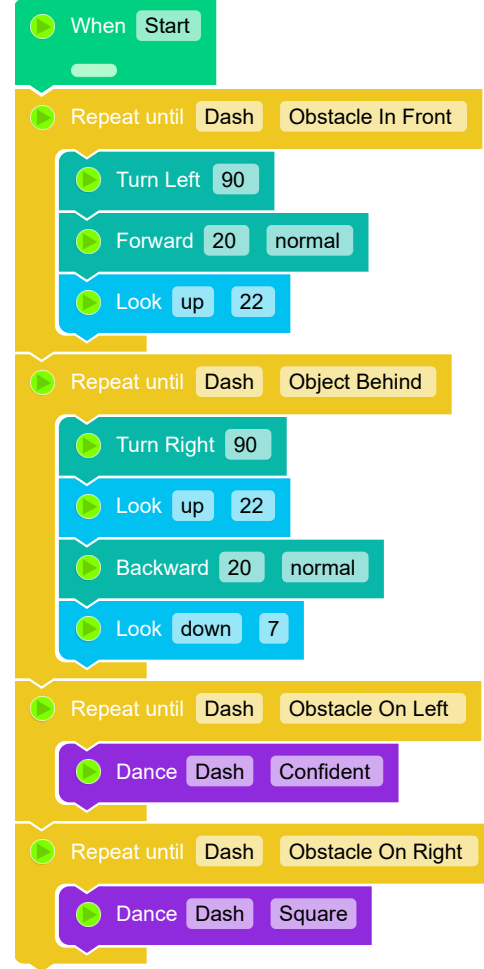 When Start
Repeat until Dash Obstacle In Front
Turn Left 90
Forward 20 normal
Look up 22
Repeat until Dash Object Behind
Turn Right 90
Look up 22
Backward 20 normal
Look down 7
Repeat until Dash Obstacle On Left
Dance Dash Confident
Repeat until Dash Obstacle On Right
Dance Dash Square